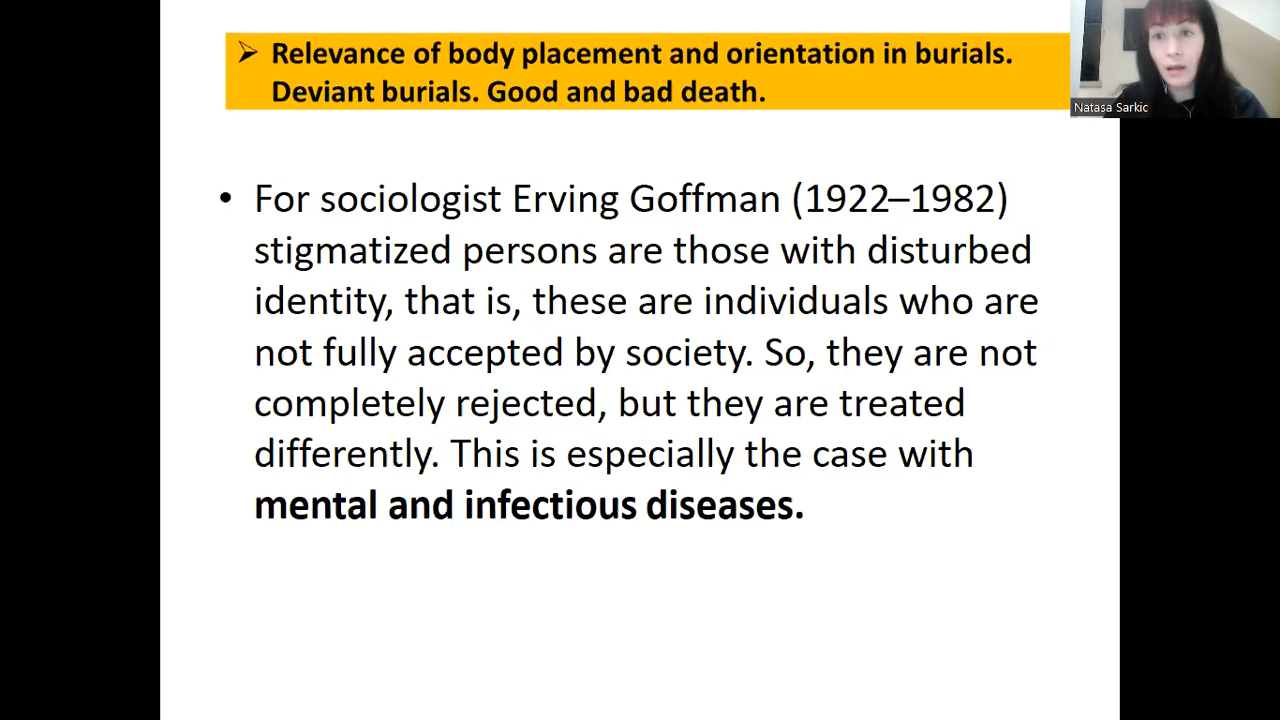 Relevance of body placement and orientation in burials.
Deviant burials. Good and bad death.
Natasa Sarkic
• For sociologist Erving Goffman (1922–1982)
stigmatized persons are those with disturbed
identity, that is, these are individuals who are
not fully accepted by society. So, they are not
completely rejected, but they are treated
differently. This is especially the case with
mental and infectious diseases.